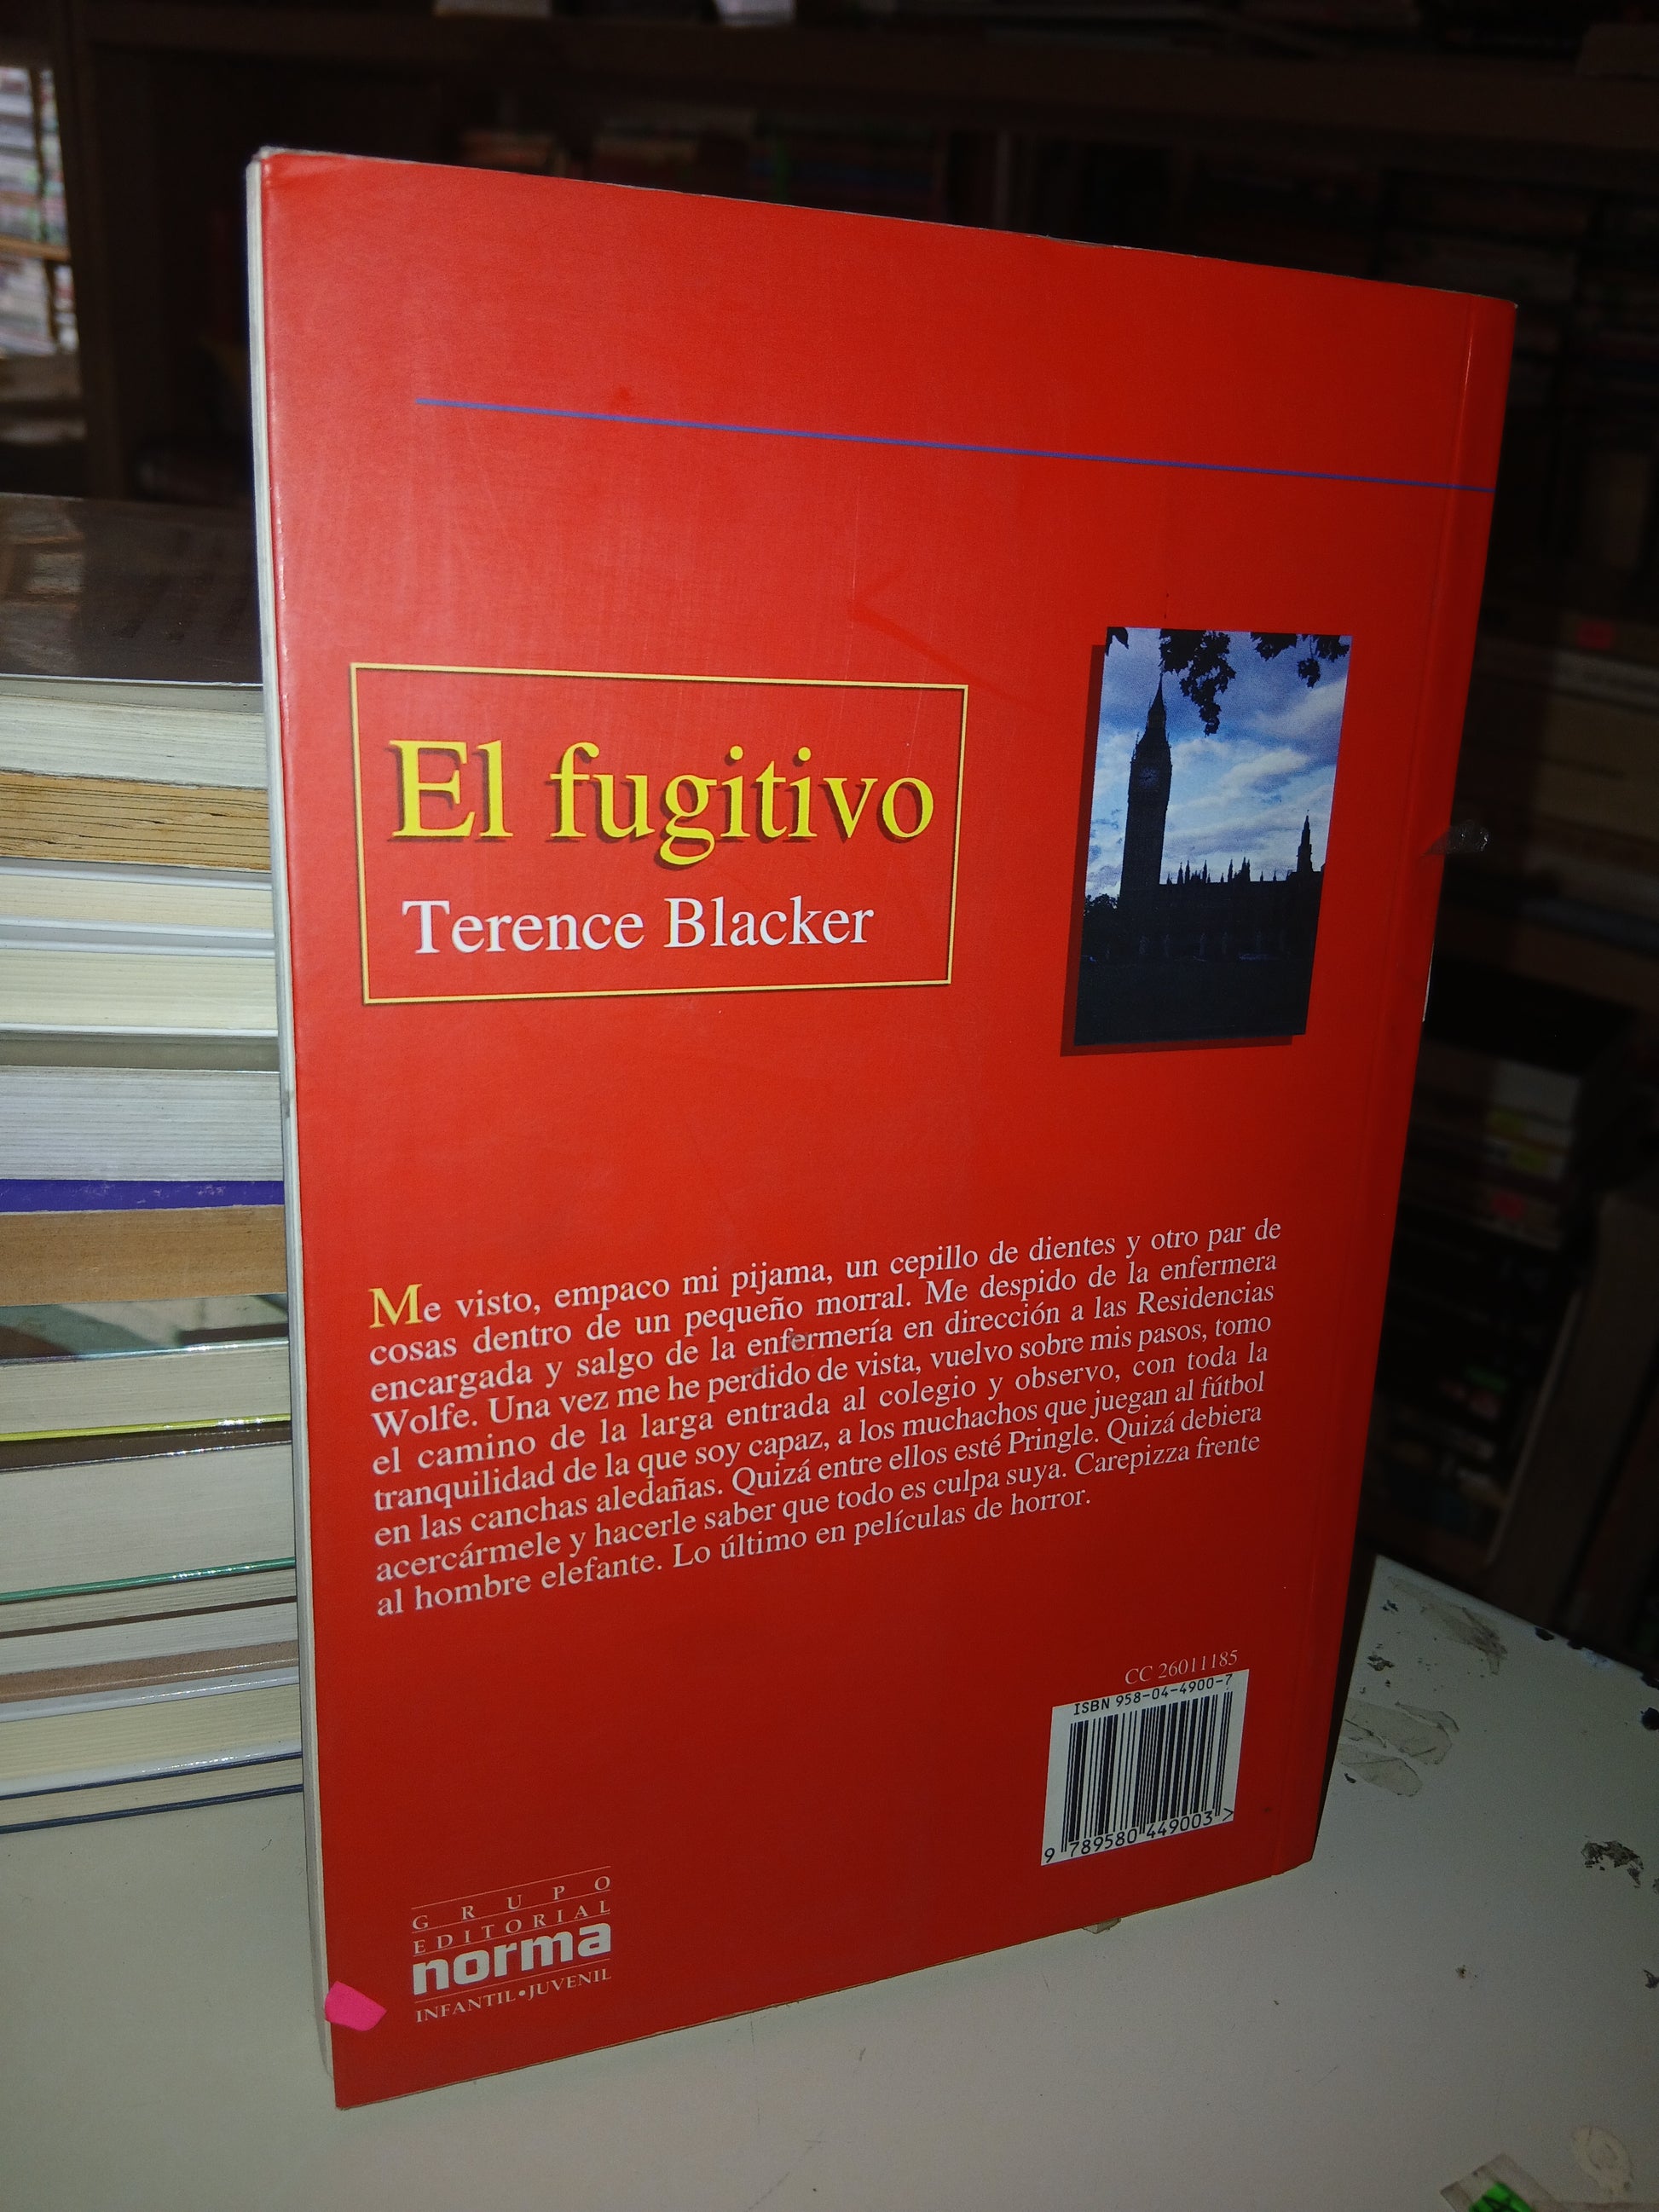 El fugitivo
Terence Blacker
Me visto, empaco mi pijama, un cepillo de dientes y otro par de
cosas dentro de un pequeño morral. Me despido de la enfermera
encargada y salgo de la enfermería en dirección a las Residencias
Wolfe. Una vez me he perdido de vista, vuelvo sobre mis pasos, tomo
el camino de la larga entrada al colegio y observo, con toda la
tranquilidad de la que soy capaz, a los muchachos que juegan al fútbol
en las canchas aledañas. Quizá entre ellos esté Pringle. Quizá debiera
acercármele y hacerle saber que todo es culpa suya. Carepizza frente
al hombre elefante. Lo último en películas de horror.
CC 26011185
ISBN 958-04-4900-7
9 789580 449003 >
GRUPO
EDITORIAL
norma
INFANTIL•JUVENIL